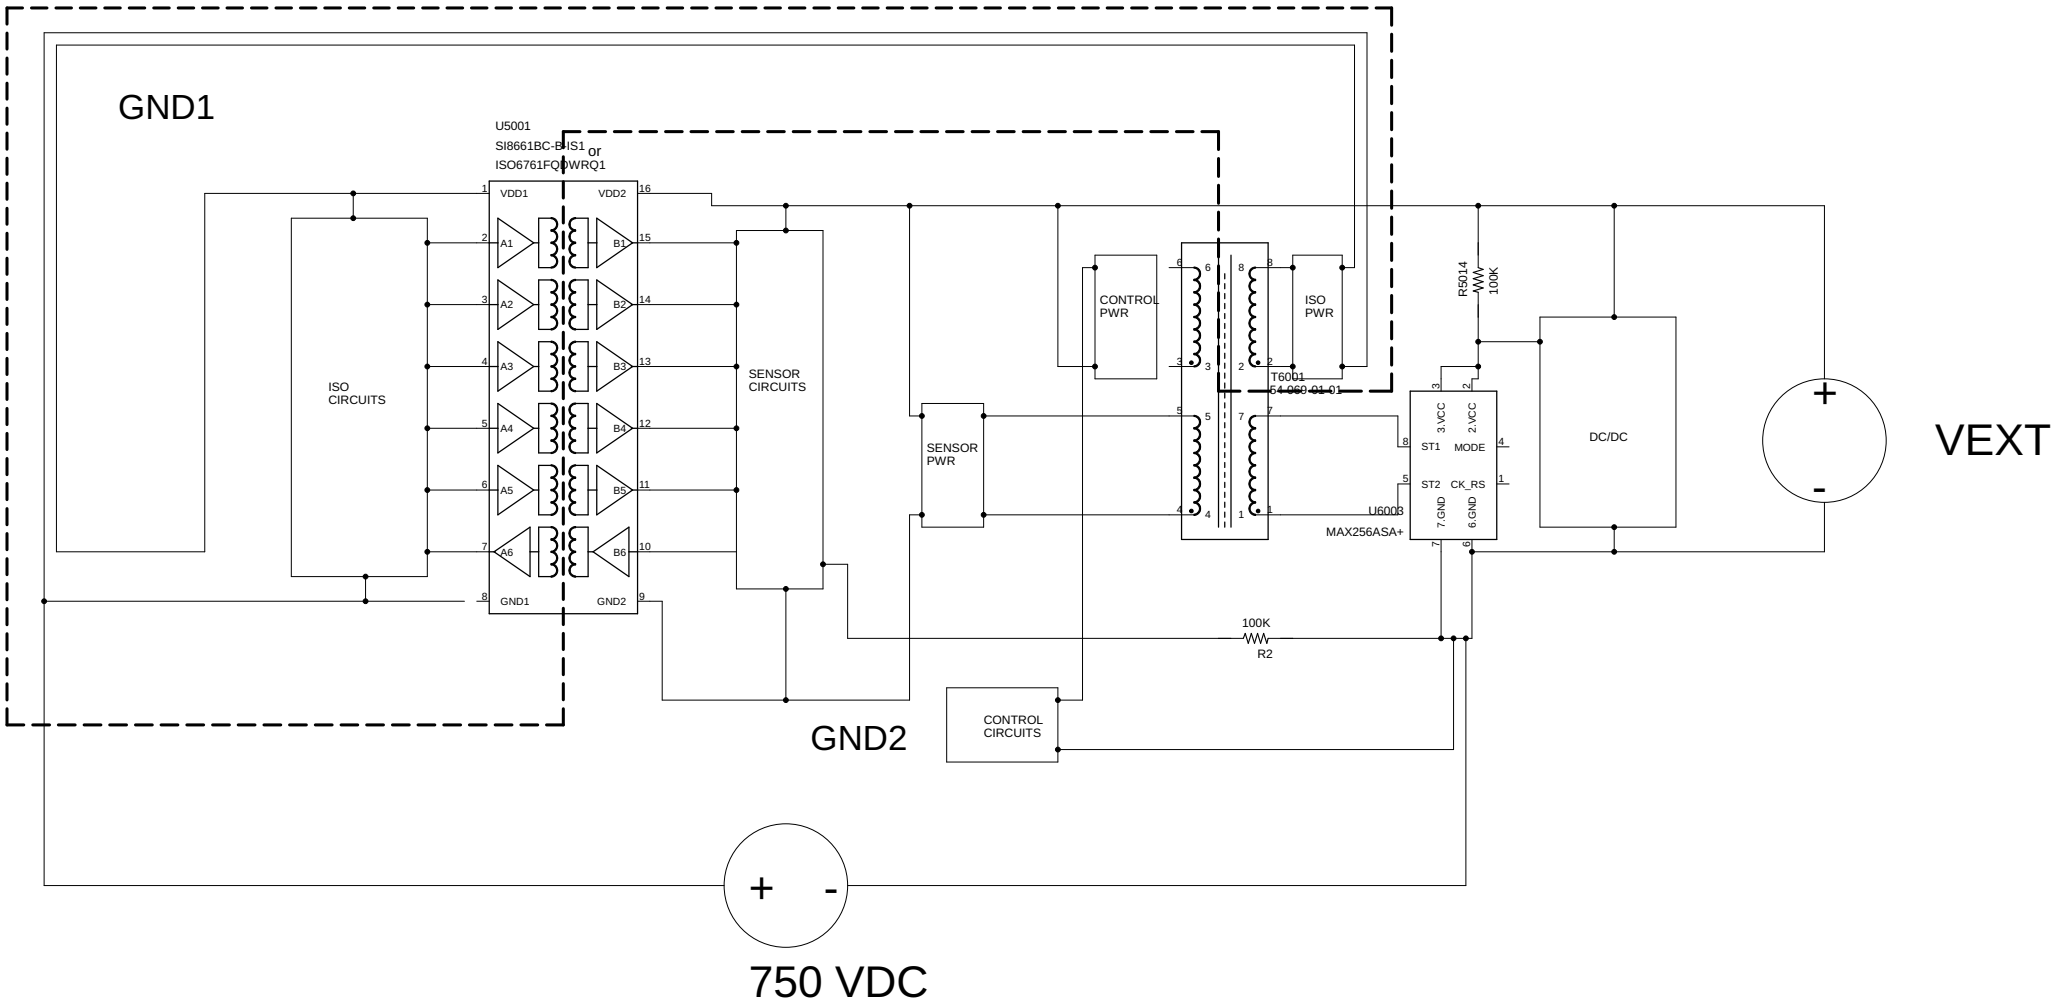 GND1
U5001
SI8661BC-B-IS1 or
ISO6761FQDWRQ1
1 VDD1 VDD2 16
2 A1 B1 15
3 A2 B2 14
4 A3 B3 13
5 A4 B4 12
6 A5 B5 11
7 A6 B6 10
8 GND1 GND2 9
ISO
CIRCUITS
SENSOR
CIRCUITS
SENSOR
PWR
CONTROL
PWR
6 6 8 8
3 3 2 2
5 5 7 7
4 4 1 1
ISO
PWR
T6001
54-060-01-01
R5014
100K
3 2
3.VCC 2.VCC
8 ST1 MODE 4
5 ST2 CK_RS 1
7.GND 6.GND
7 6
U6003
MAX256ASA+
DC/DC
+
-
VEXT
100K
R2
CONTROL
CIRCUITS
GND2
+ -
750 VDC